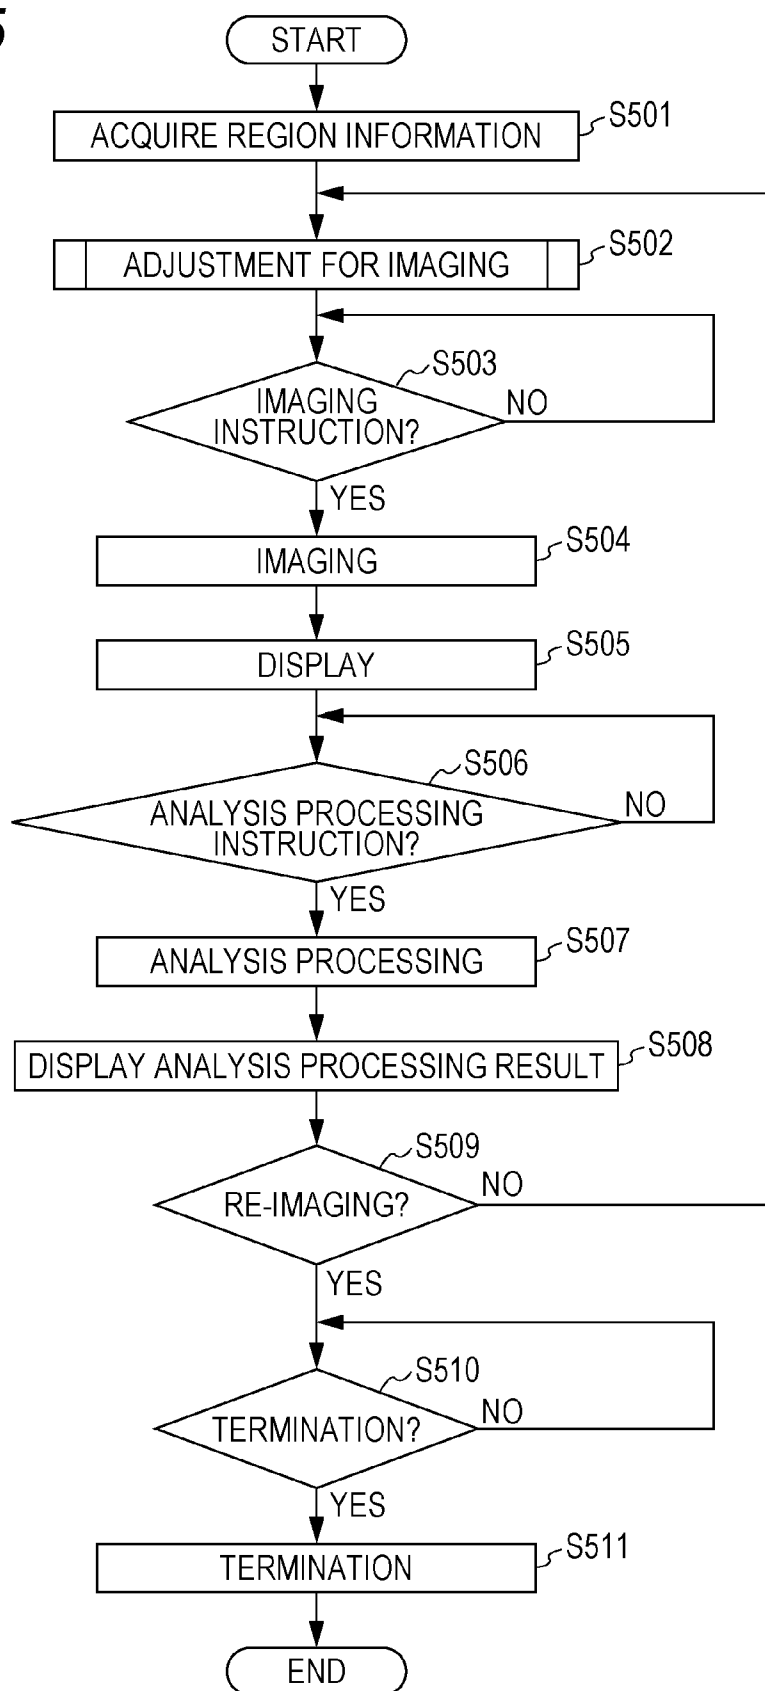 5
START
ACQUIRE REGION INFORMATION
S501
ADJUSTMENT FOR IMAGING
S502
S503
IMAGING
INSTRUCTION?
NO
YES
IMAGING
S504
DISPLAY
S505
S506
ANALYSIS PROCESSING
INSTRUCTION?
NO
YES
ANALYSIS PROCESSING
S507
DISPLAY ANALYSIS PROCESSING RESULT
S508
S509
RE-IMAGING?
NO
YES
S510
TERMINATION?
NO
YES
TERMINATION
S511
END